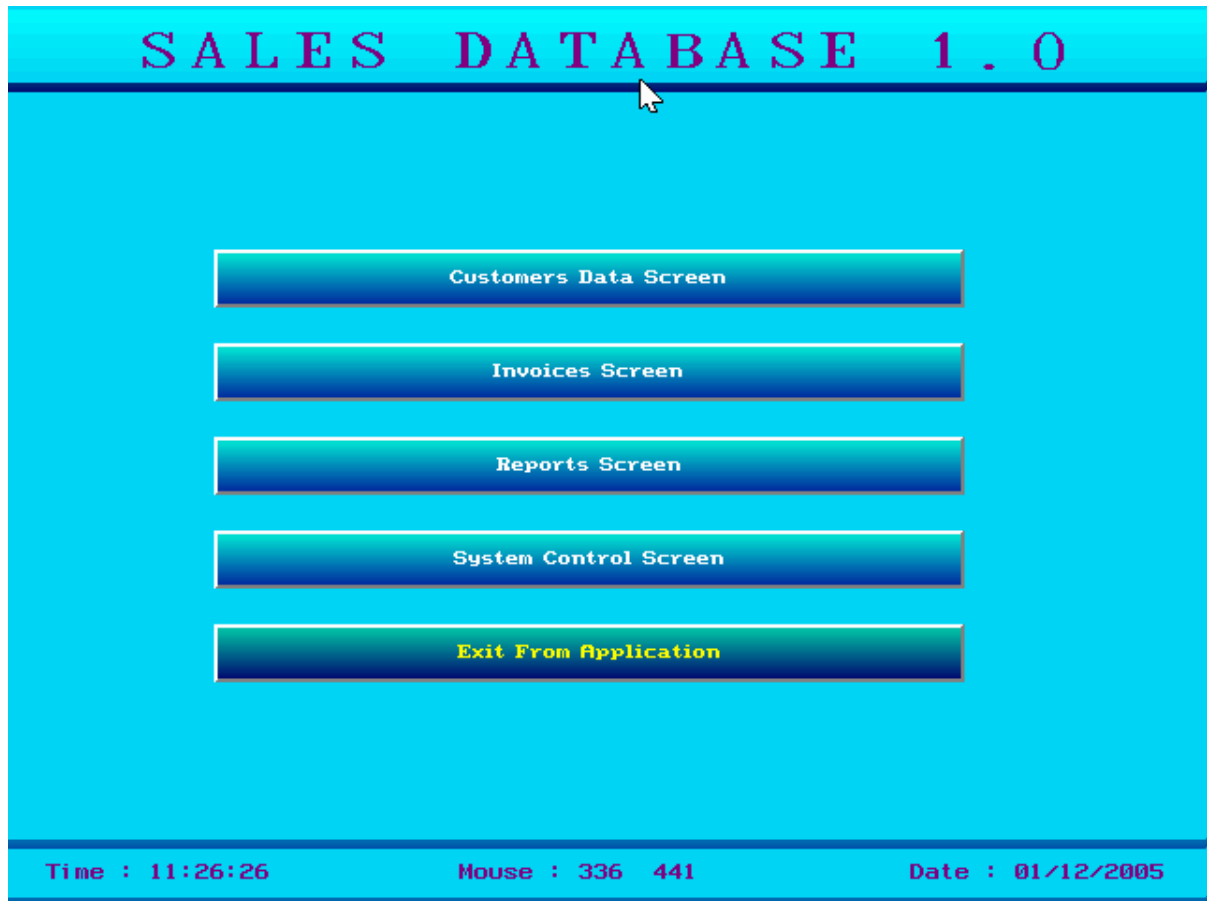 SALES DATABASE 1.0
Customers Data Screen
Invoices Screen
Reports Screen
System Control Screen
Exit From Application
Time : 11:26:26 Mouse : 336 441 Date : 01/12/2005